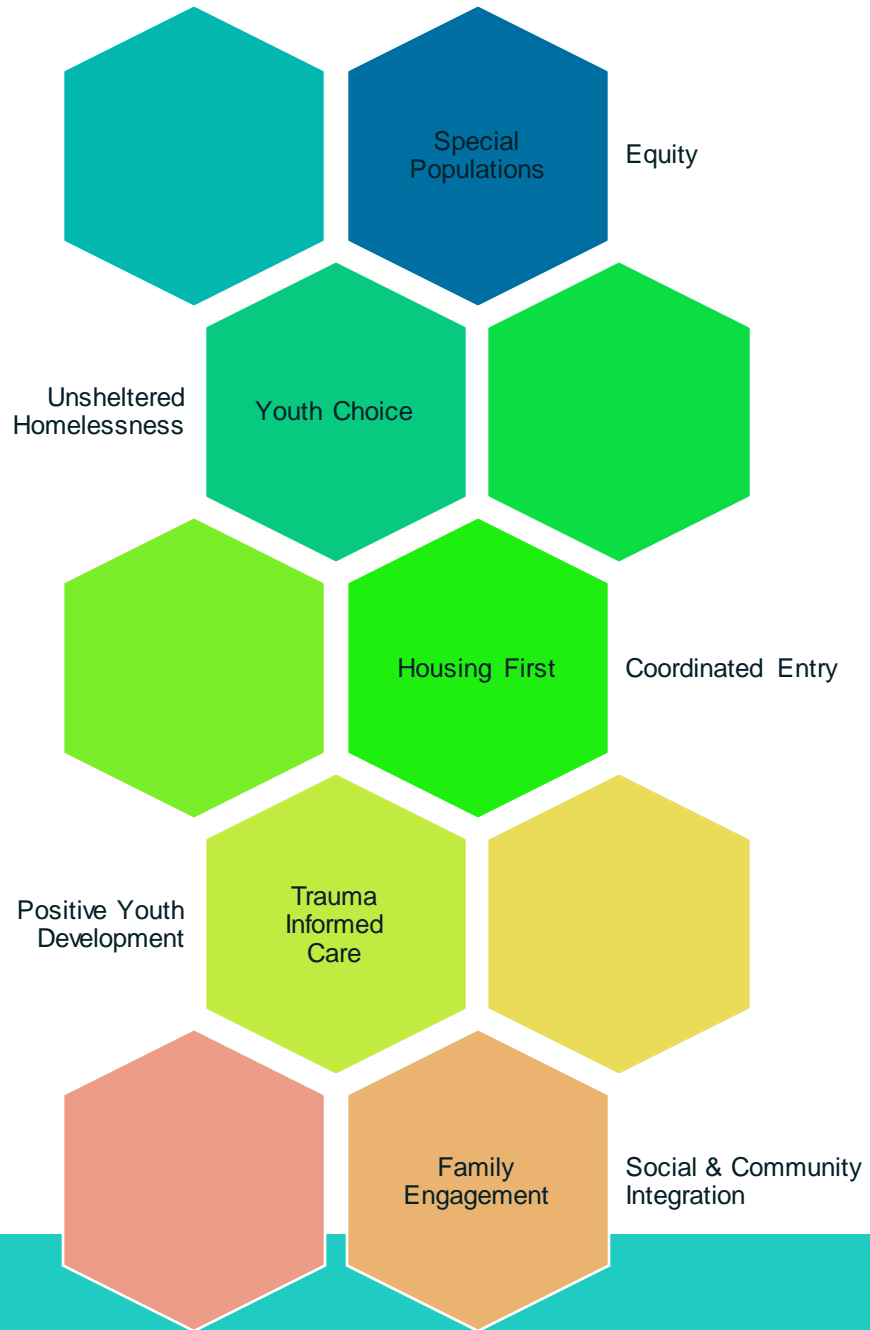 Special
Populations
Equity
Unsheltered
Homelessness
Youth Choice
Housing First
Coordinated Entry
Positive Youth
Development
Trauma
Informed
Care
Family
Engagement
Social & Community
Integration